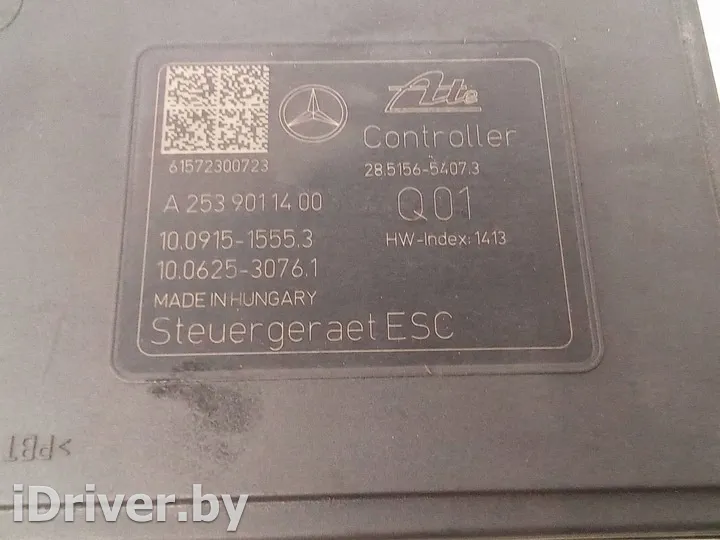 Ate
Controller
61572300723
28.5156-5407.3
A 253 901 14 00
Q01
10.0915-1555.3
HW-Index: 1413
10.0625-3076.1
MADE IN HUNGARY
Steuergeraet ESC
>PBT
iDriver.by